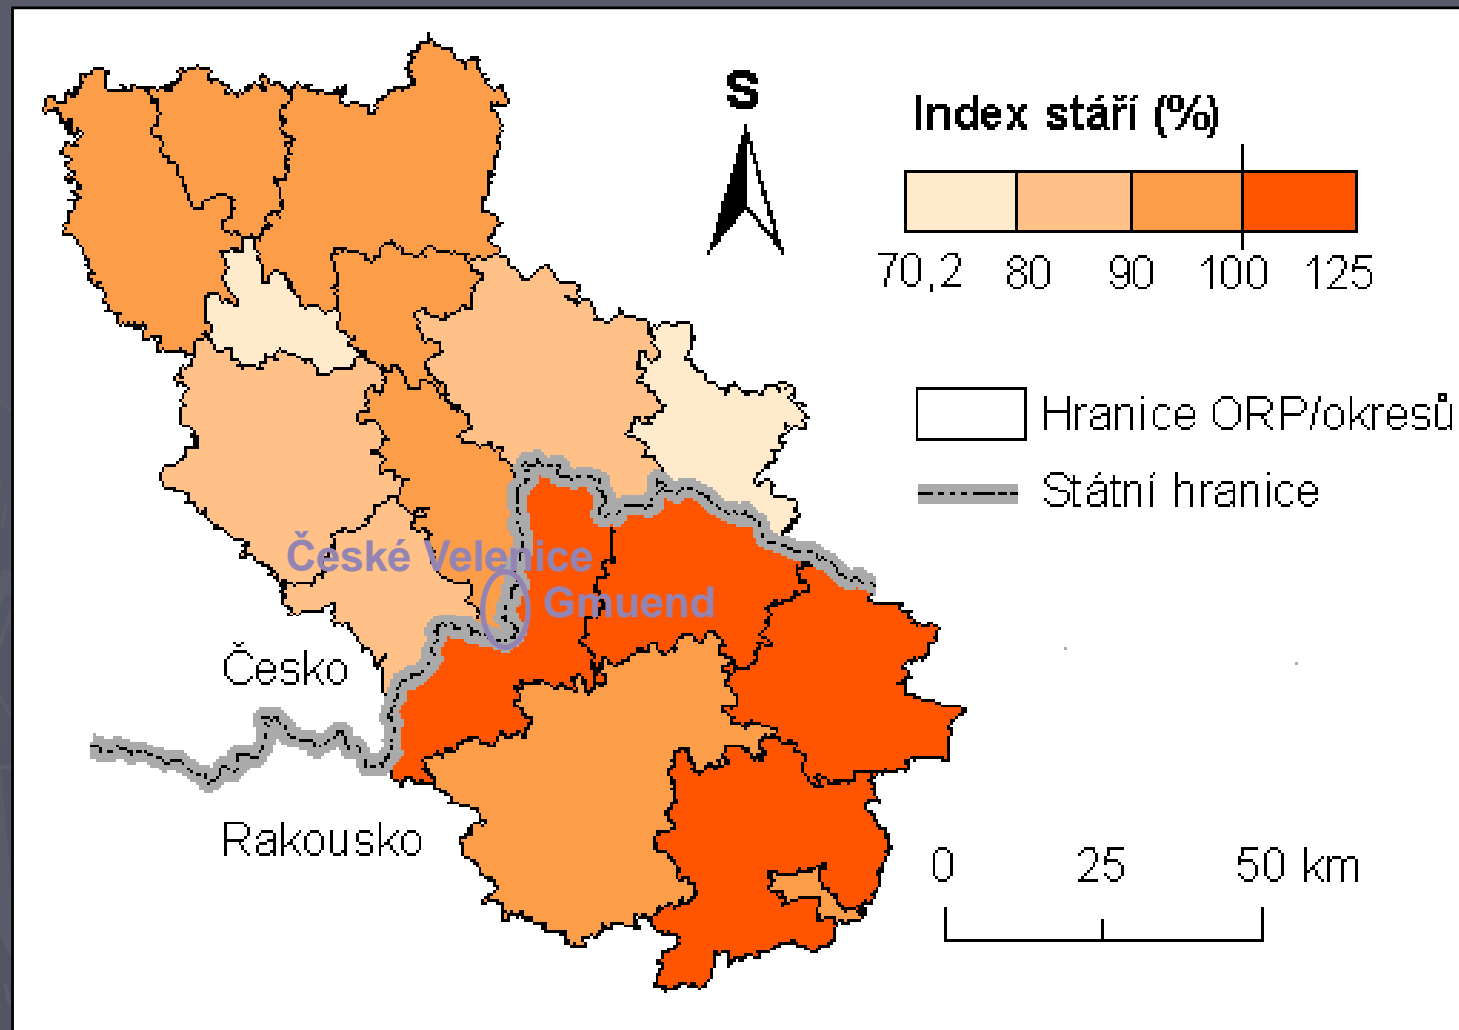 S
Index stáří (%)
70,2 80 90 100 125
Hranice ORP/okresů
Státní hranice
České Velenice
Gmuend
Česko
Rakousko
0 25 50 km